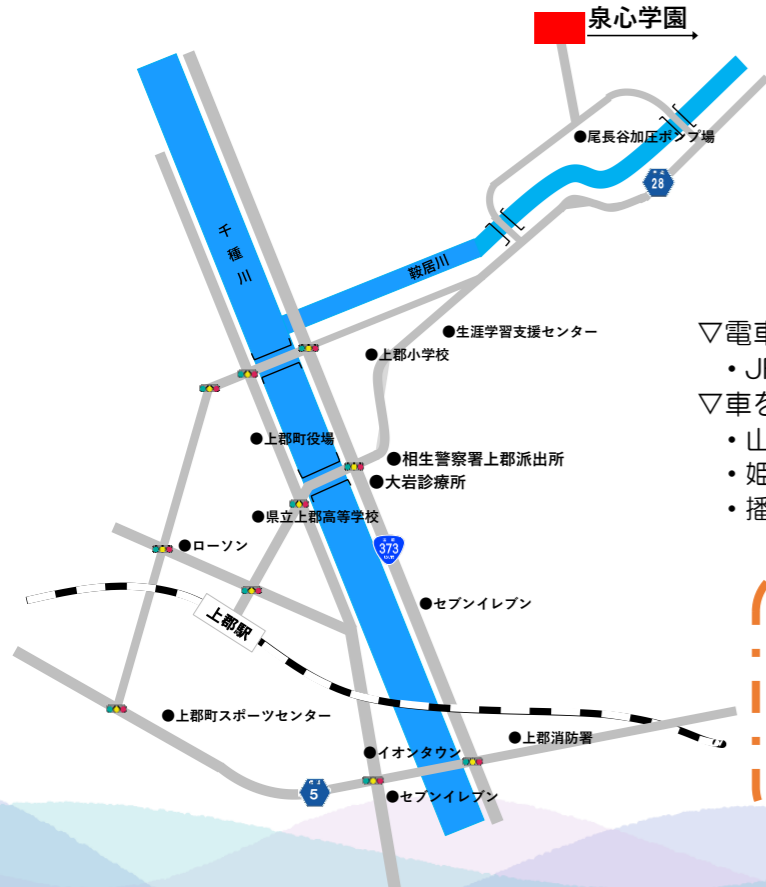 泉心学園
●尾長谷加圧ポンプ場
28
千種川
鞍居川
●生涯学習支援センター
●上郡小学校
●上郡町役場
●相生警察署上郡派出所
●大岩診療所
●県立上郡高等学校
●ローソン
373
上郡駅
●セブンイレブン
●上郡町スポーツセンター
●上郡消防署
●イオンタウン
5
●セブンイレブン
▽電車
・J
▽車を
・山
・姫
・播